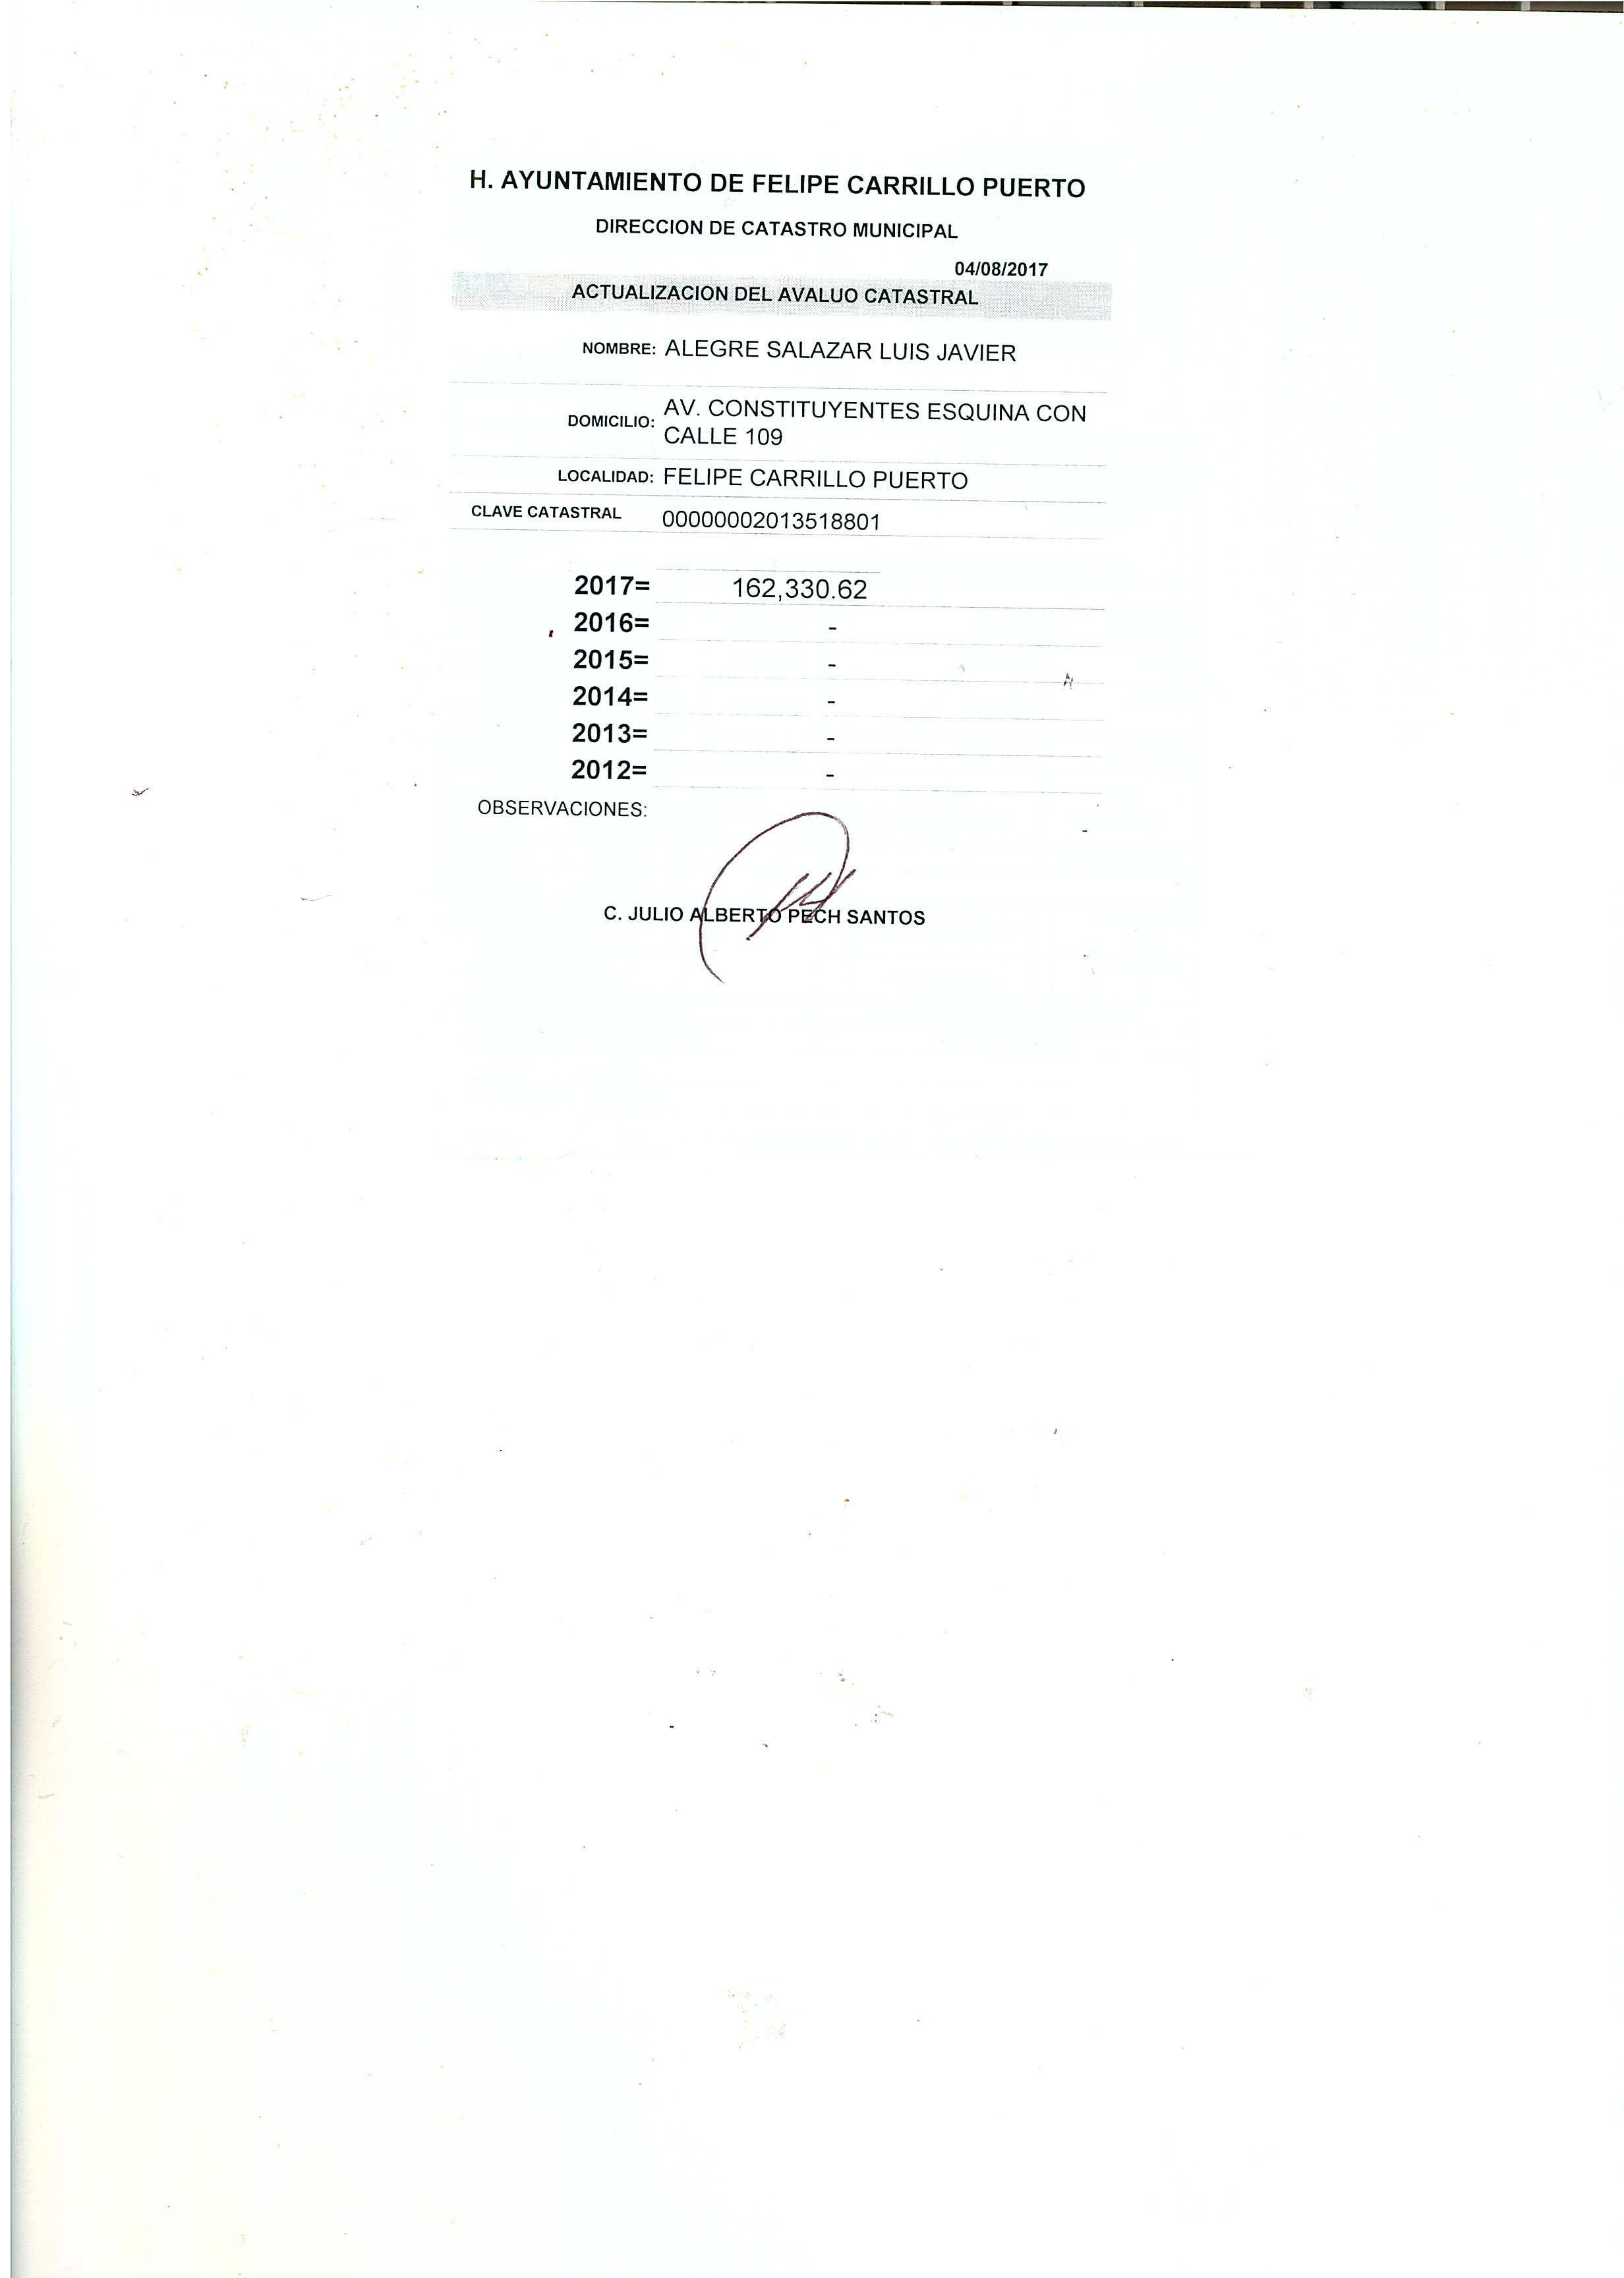 H. AYUNTAMIENTO DE FELIPE CARRILLO PUERTO
DIRECCION DE CATASTRO MUNICIPAL
04/08/2017
ACTUALIZACION DEL AVALUO CATASTRAL
NOMBRE: ALEGRE SALAZAR LUIS JAVIER
DOMICILIO: AV. CONSTITUYENTES ESQUINA CON
CALLE 109
LOCALIDAD: FELIPE CARRILLO PUERTO
CLAVE CATASTRAL 00000002013518801
2017= 162,330.62
2016= -
2015= -
2014= -
2013= -
2012= -
OBSERVACIONES:
C. JULIO ALBERTO PECH SANTOS